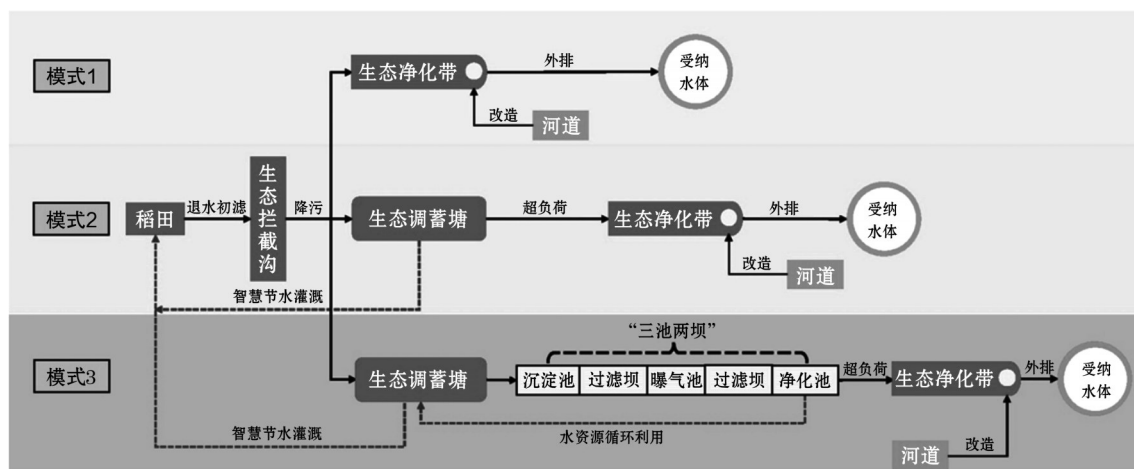 模式1
生态净化带
外排
受纳
水体
改造
河道
模式2
稻田
退水初滤
生态拦截沟
降污
生态调蓄塘
超负荷
生态净化带
外排
受纳
水体
改造
河道
智慧节水灌溉
模式3
“三池两坝”
生态调蓄塘
沉淀池
过滤坝
曝气池
过滤坝
净化池
超负荷
生态净化带
外排
受纳
水体
智慧节水灌溉
水资源循环利用
河道
改造